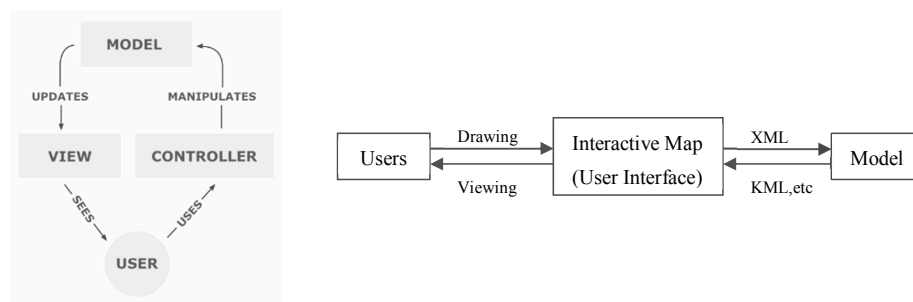 MODEL
UPDATES
MANIPULATES
VIEW
CONTROLLER
SEES
USES
USER
Users
Drawing
Viewing
Interactive Map
(User Interface)
XML
KML,etc
Model